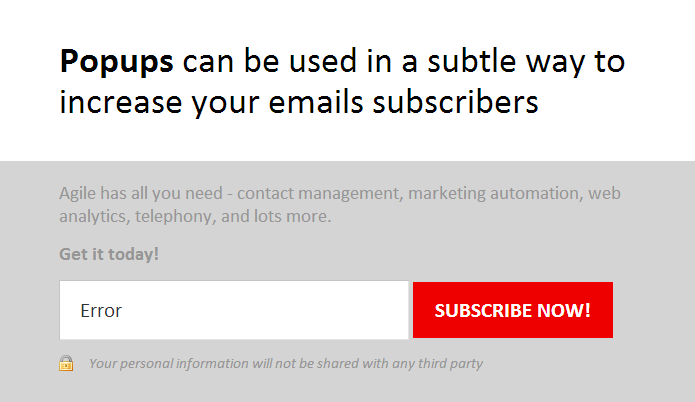 Popups can be used in a subtle way to
increase your emails subscribers
Agile has all you need - contact management, marketing automation, web
analytics, telephony, and lots more.
Get it today!
Error
SUBSCRIBE NOW!
Your personal information will not be shared with any third party